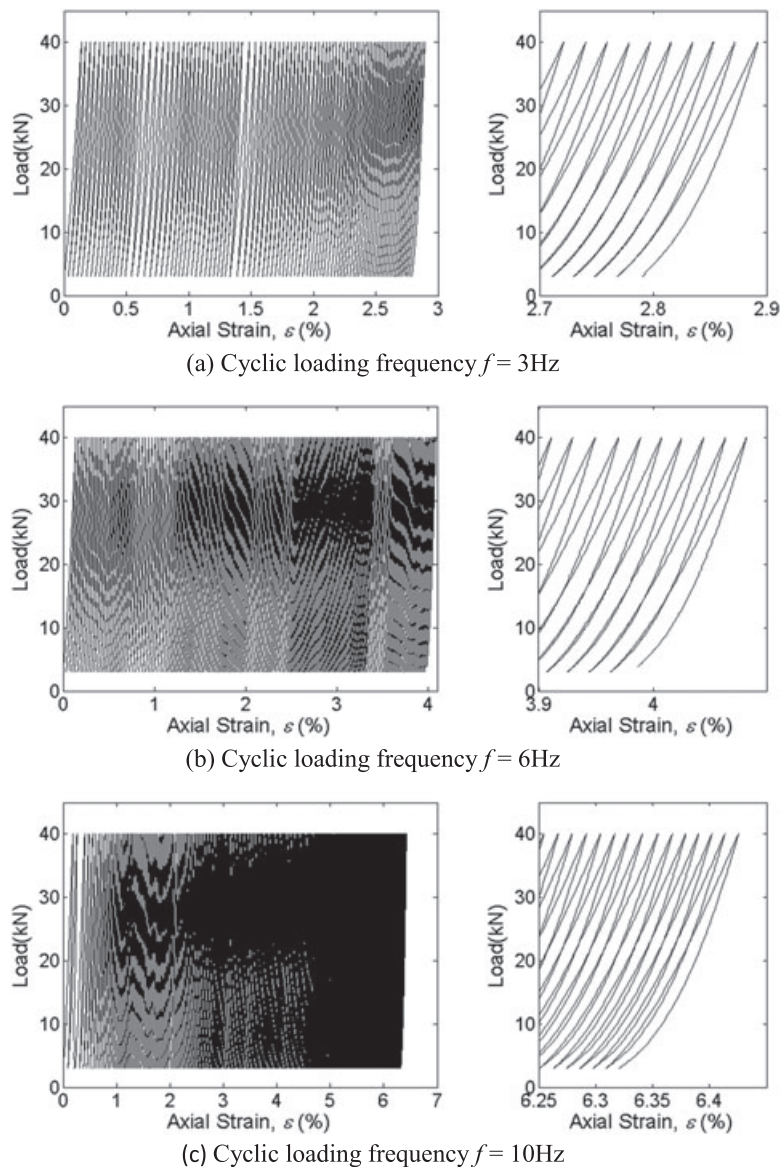 40
30
20
10
0
Load(kN)
0 0.5 1 1.5 2 2.5 3
Axial Strain, ε (%)
40
30
20
10
0
Load(kN)
2.7 2.8 2.9
Axial Strain, ε (%)
(a) Cyclic loading frequency f = 3Hz
40
30
20
10
0
Load(kN)
0 1 2 3 4
Axial Strain, ε (%)
40
30
20
10
0
Load(kN)
3.9 4
Axial Strain, ε (%)
(b) Cyclic loading frequency f = 6Hz
40
30
20
10
0
Load(kN)
0 1 2 3 4 5 6 7
Axial Strain, ε (%)
40
30
20
10
0
Load(kN)
6.25 6.3 6.35 6.4
Axial Strain, ε (%)
(c) Cyclic loading frequency f = 10Hz